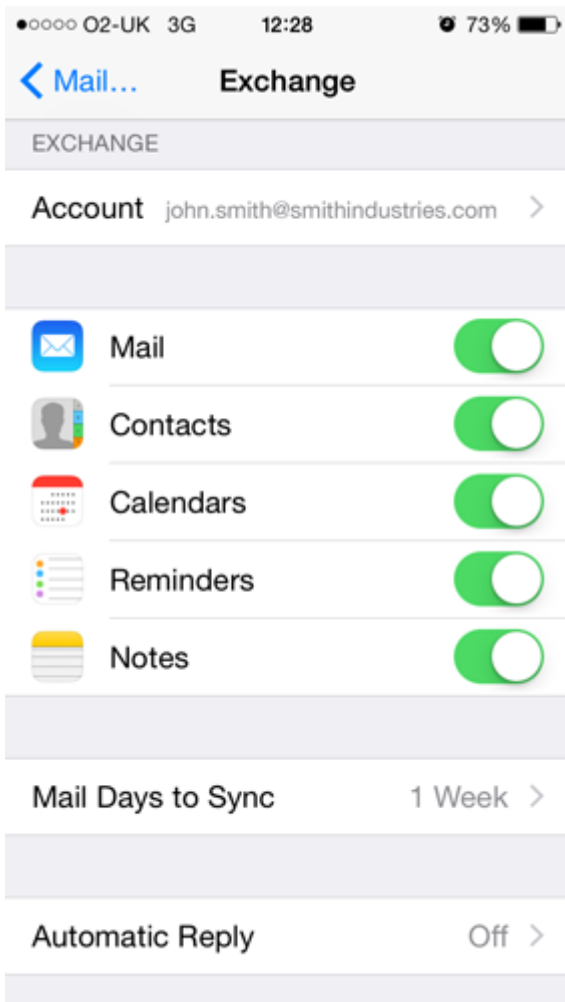 O2-UK 3G 12:28 73%
Mail... Exchange
EXCHANGE
Account john.smith@smithindustries.com
Mail
Contacts
Calendars
Reminders
Notes
Mail Days to Sync 1 Week
Automatic Reply Off